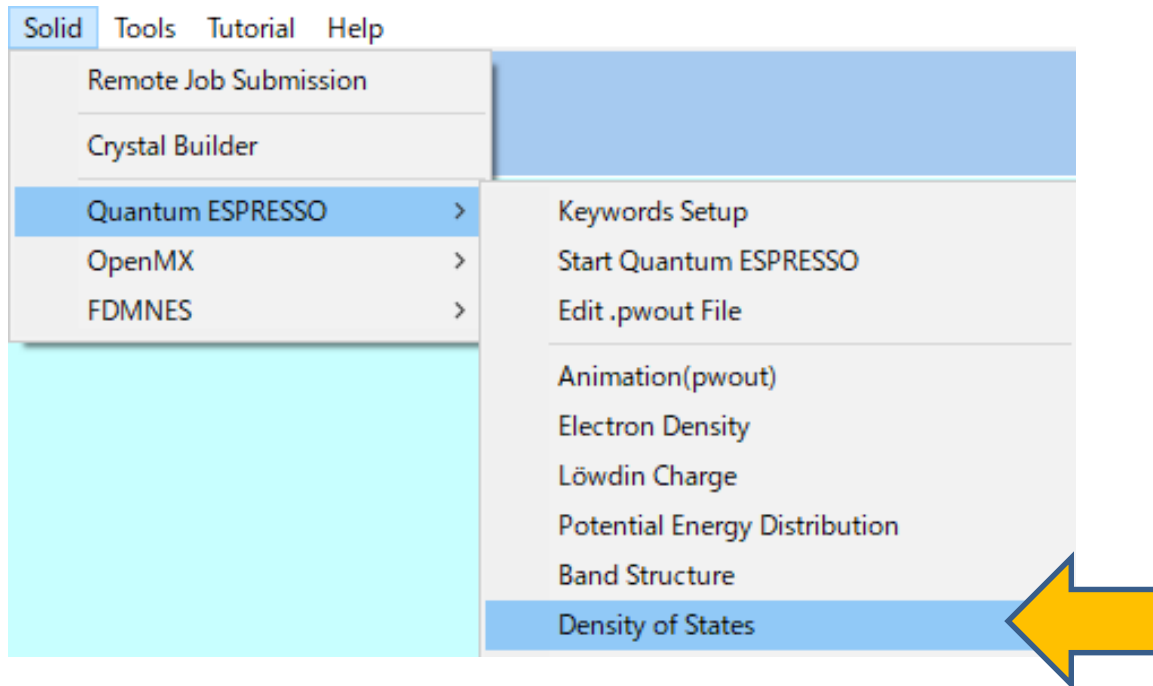 Solid Tools Tutorial Help
Remote Job Submission
Crystal Builder
Quantum ESPRESSO >
OpenMX >
FDMNES >
Keywords Setup
Start Quantum ESPRESSO
Edit .pwout File
Animation(pwout)
Electron Density
Löwdin Charge
Potential Energy Distribution
Band Structure
Density of States